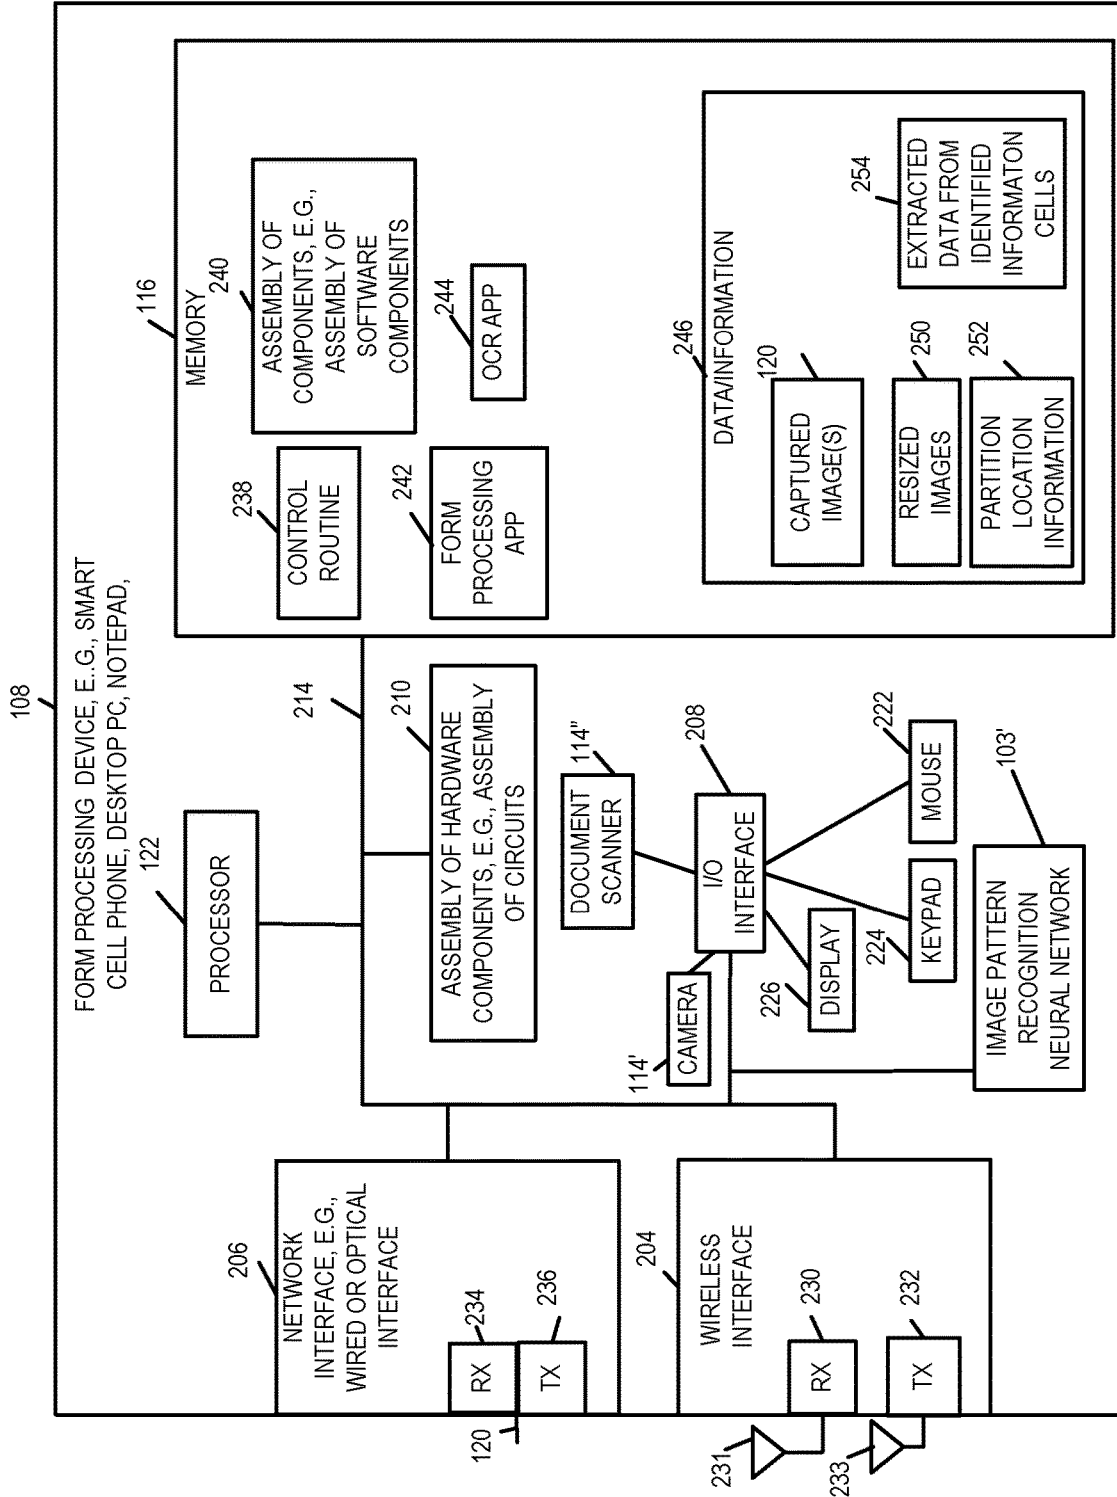 108
FORM PROCESSING DEVICE, E..G., SMART
CELL PHONE, DESKTOP PC, NOTEPAD,
206
NETWORK
INTERFACE, E.G.,
WIRED OR OPTICAL
INTERFACE
234
RX
236
TX
120
204
WIRELESS
INTERFACE
230
RX
232
TX
231
233
122
PROCESSOR
214
210
ASSEMBLY OF HARDWARE
COMPONENTS, E.G., ASSEMBLY
OF CIRCUITS
114'
CAMERA
114"
DOCUMENT
SCANNER
208
I/O
INTERFACE
226
DISPLAY
224
KEYPAD
222
MOUSE
103'
IMAGE PATTERN
RECOGNITION
NEURAL NETWORK
116
MEMORY
238
CONTROL
ROUTINE
240
ASSEMBLY OF
COMPONENTS, E.G.,
ASSEMBLY OF
SOFTWARE
COMPONENTS
242
FORM
PROCESSING
APP
244
OCR APP
246
DATA/INFORMATION
120
CAPTURED
IMAGE(S)
250
RESIZED
IMAGES
252
PARTITION
LOCATION
INFORMATION
254
EXTRACTED
DATA FROM
IDENTIFIED
INFORMATON
CELLS